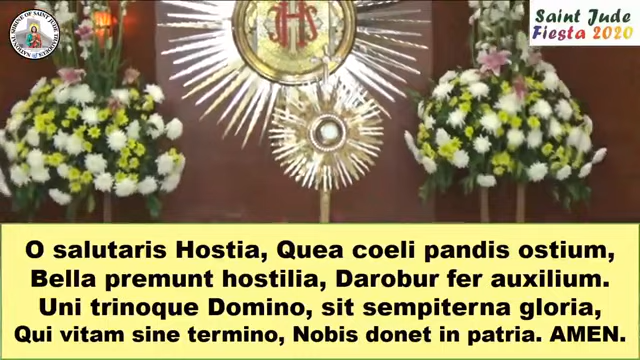 Saint Jude
Fiesta 2020
IHS
O salutaris Hostia, Quea coeli pandis ostium,
Bella premunt hostilia, Darobur fer auxilium.
Uni trinoque Domino, sit sempiterna gloria,
Qui vitam sine termino, Nobis donet in patria. AMEN.